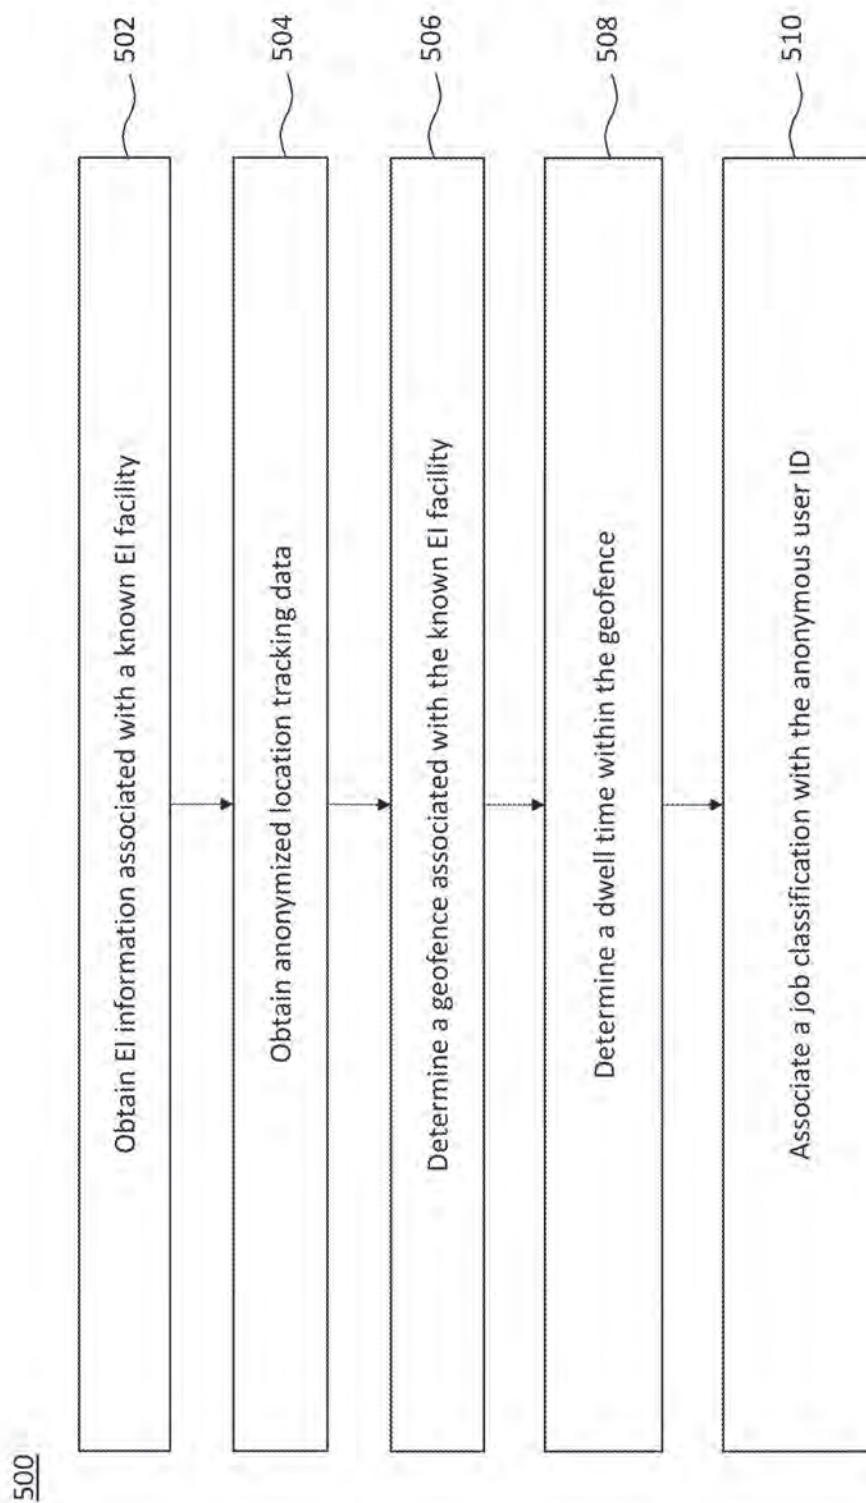 500
Obtain EI information associated with a known EI facility
502
Obtain anonymized location tracking data
504
Determine a geofence associated with the known EI facility
506
Determine a dwell time within the geofence
508
Associate a job classification with the anonymous user ID
510